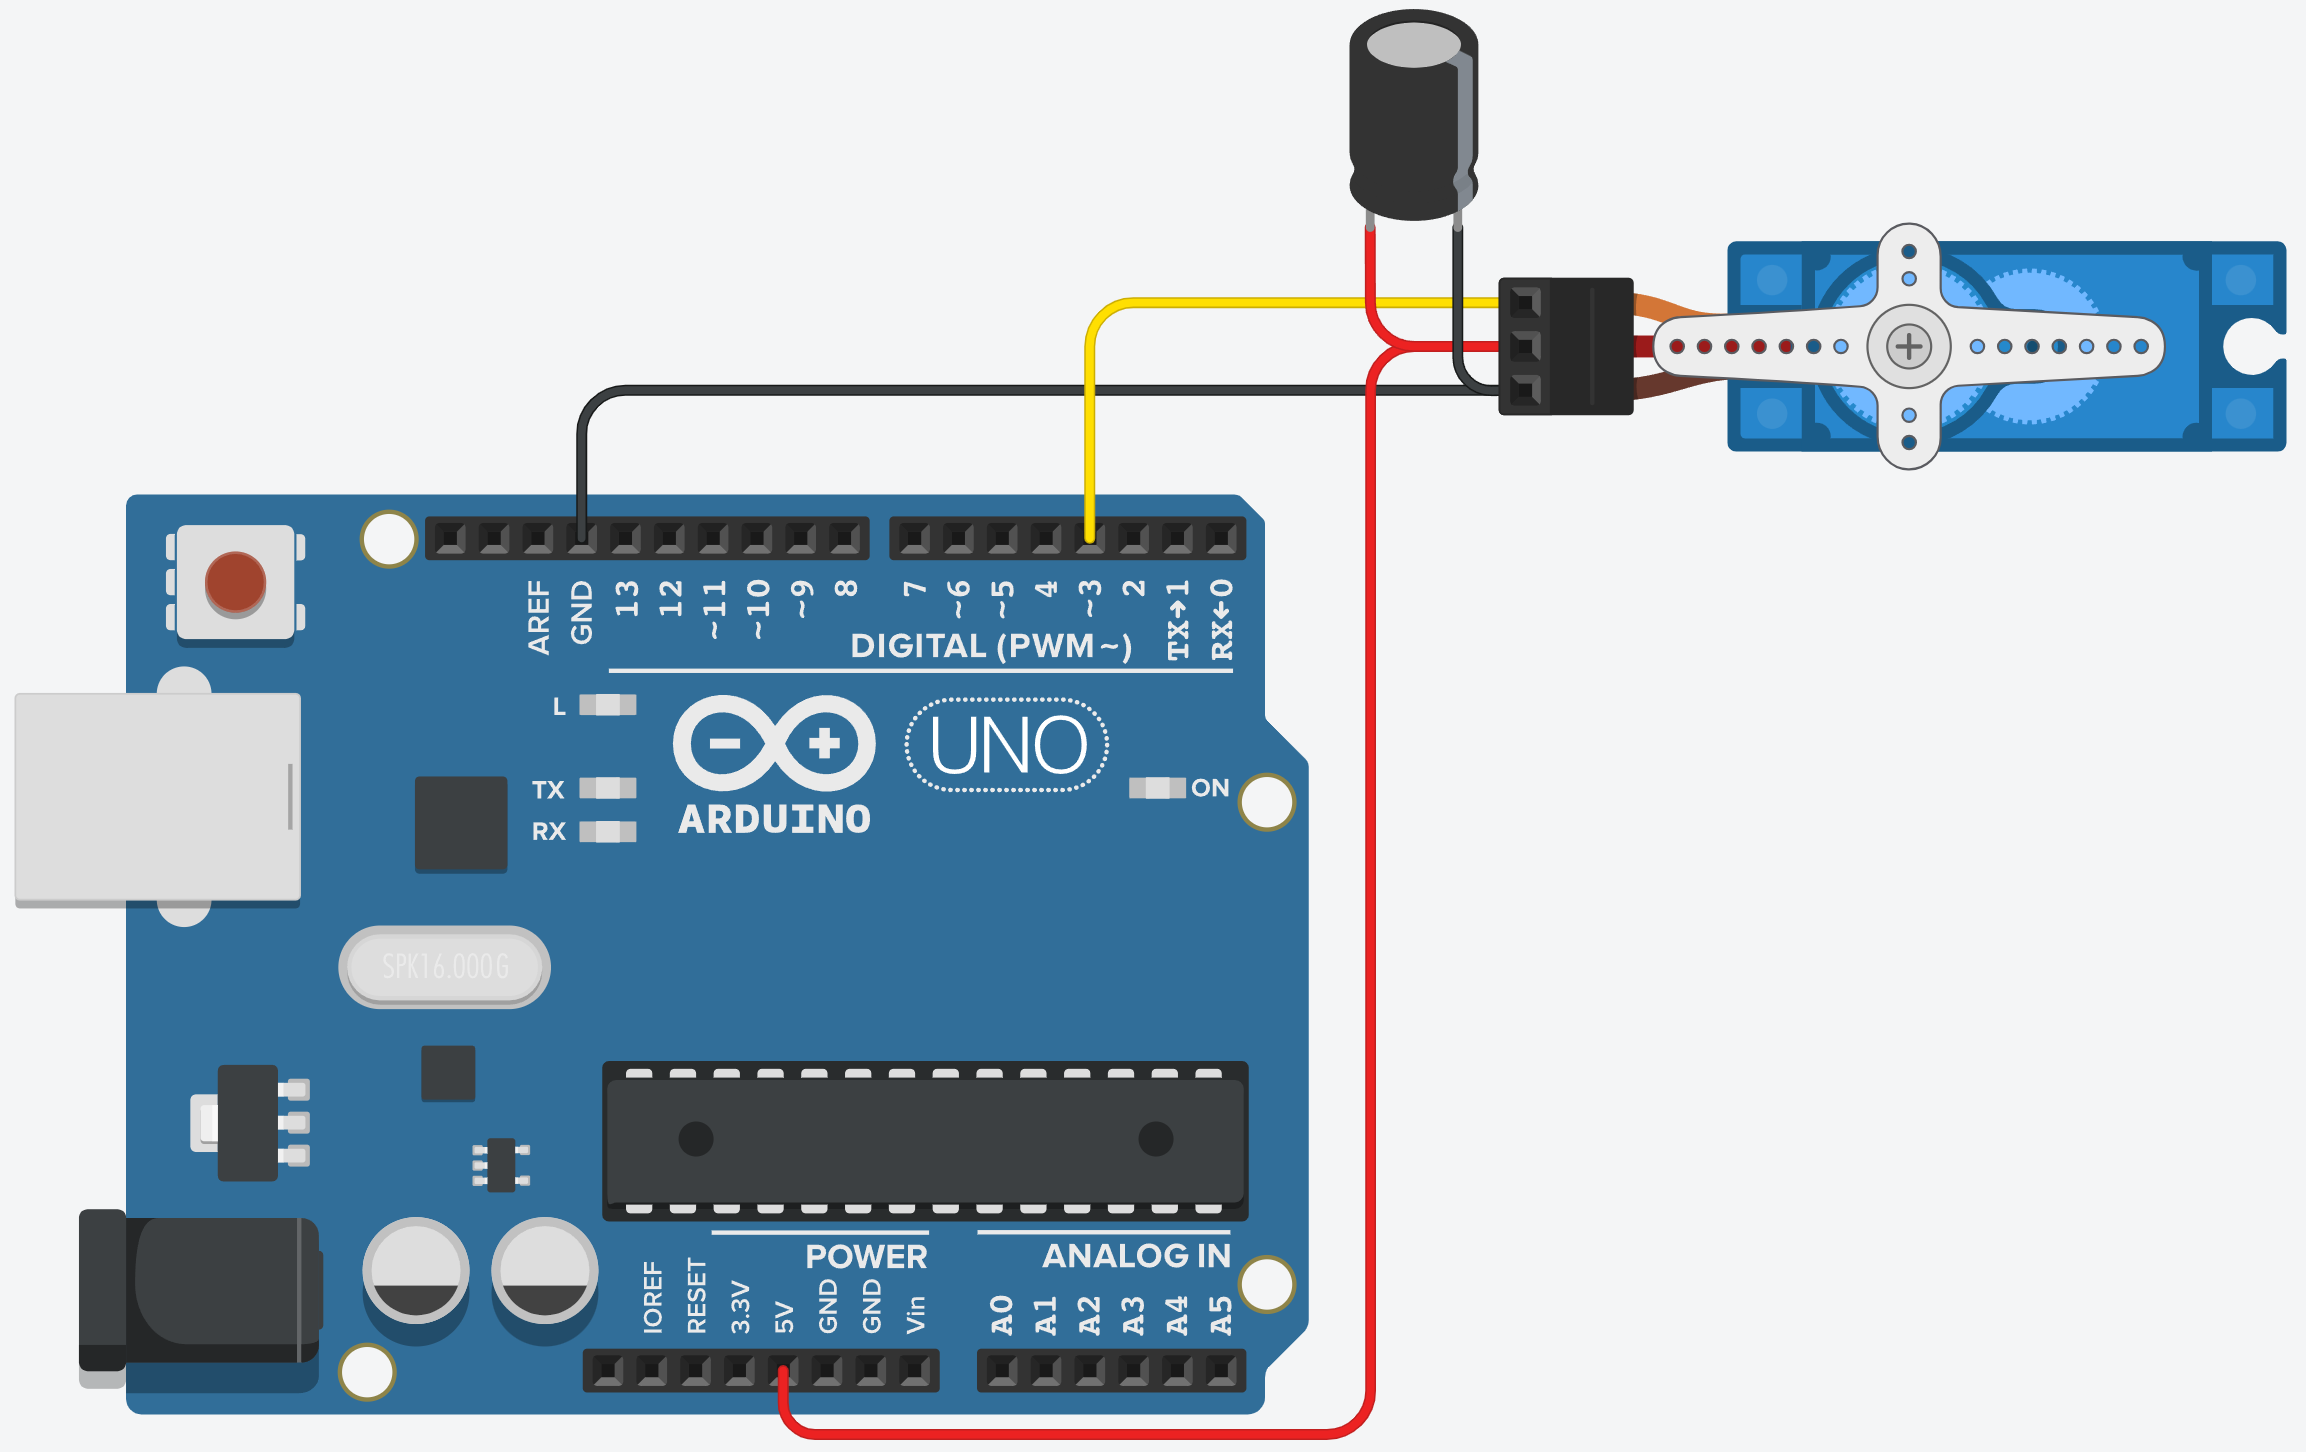 AREF
GND
13
12
~11
~10
~9
8
7
~6
~5
4
~3
2
TX→1
RX←0
DIGITAL (PWM~)
L
TX
RX
ARDUINO
UNO
ON
SPK16.000G
POWER
ANALOG IN
IOREF
RESET
3.3V
5V
GND
GND
Vin
A0
A1
A2
A3
A4
A5